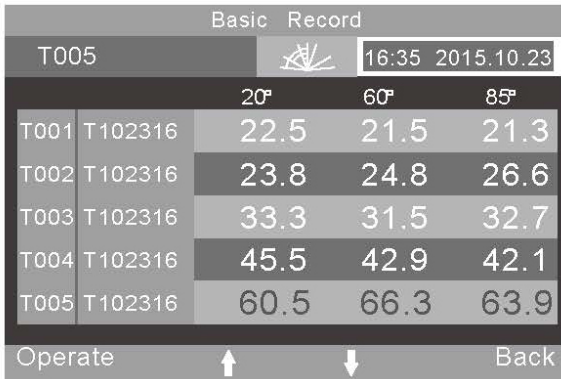 Basic Record
T005 16:35 2015.10.23
20° 60° 85°
T001 T102316 22.5 21.5 21.3
T002 T102316 23.8 24.8 26.6
T003 T102316 33.3 31.5 32.7
T004 T102316 45.5 42.9 42.1
T005 T102316 60.5 66.3 63.9
Operate Back